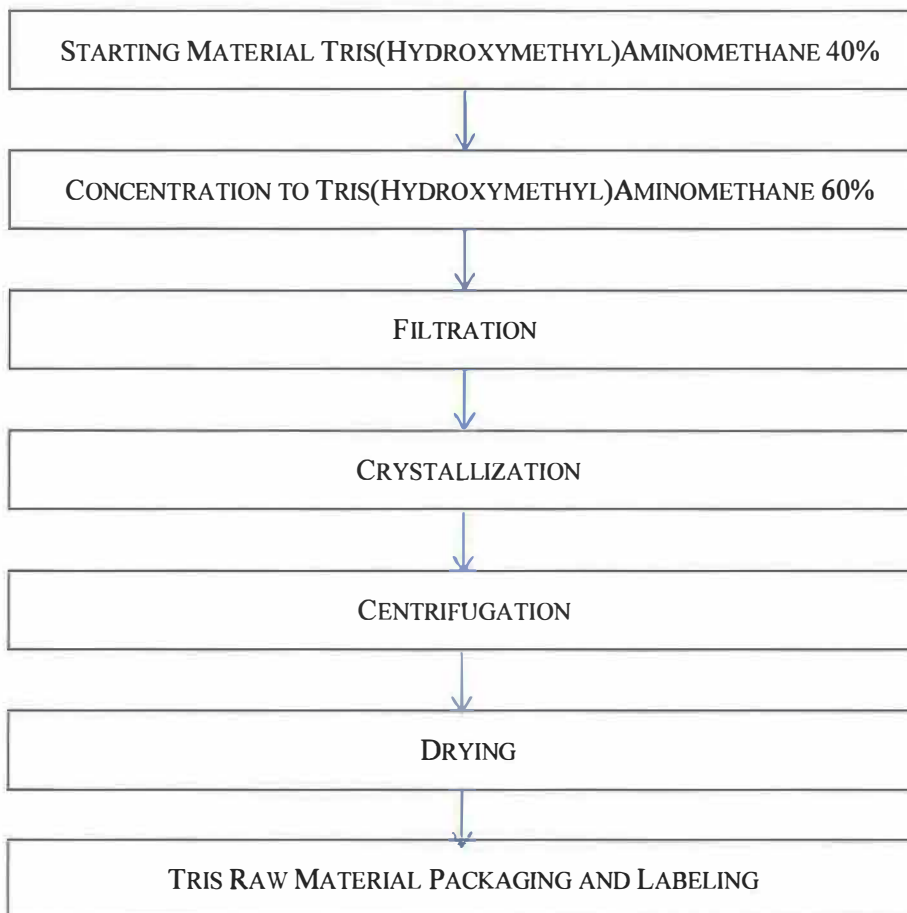 STARTING MATERIAL TRIS(HYDROXYMETHYL)AMINOMETHANE 40%
CONCENTRATION TO TRIS(HYDROXYMETHYL)AMINOMETHANE 60%
FILTRATION
CRYSTALLIZATION
CENTRIFUGATION
DRYING
TRIS RAW MATERIAL PACKAGING AND LABELING